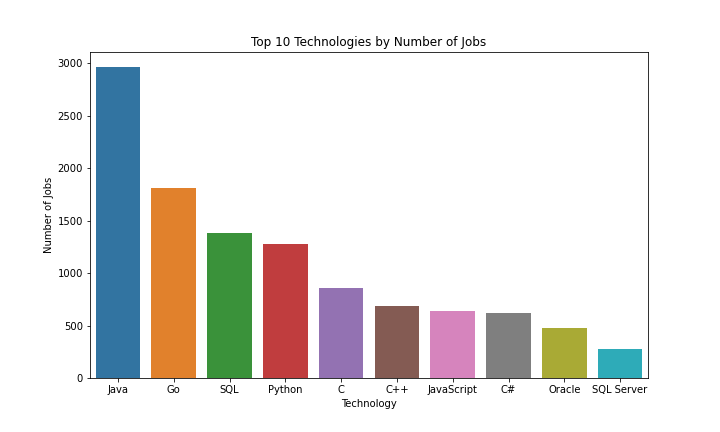 Top 10 Technologies by Number of Jobs
3000
2500
2000
1500
1000
500
0
Number of Jobs
Java Go SQL Python C C++ JavaScript C# Oracle SQL Server
Technology